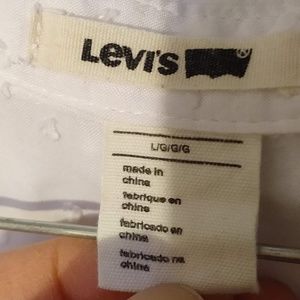 Levi's ®
L/G/G/G
made in
china
fabrique en
chine
fabricado en
china
fabricado na
china